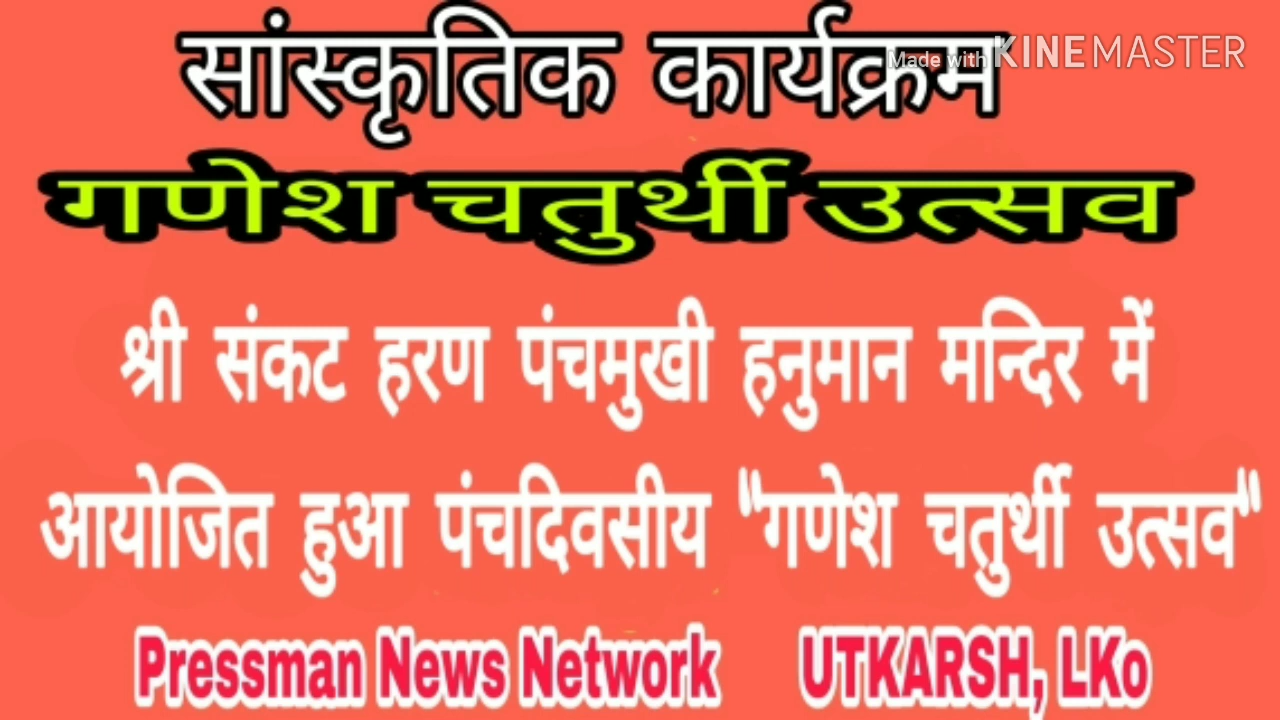 सांस्कृतिक कार्यक्रम
Made with KINEMASTER
गणेश चतुर्थी उत्सव
श्री संकट हरण पंचमुखी हनुमान मन्दिर में
आयोजित हुआ पंचदिवसीय "गणेश चतुर्थी उत्सव"
Pressman News Network UTKARSH, LKo